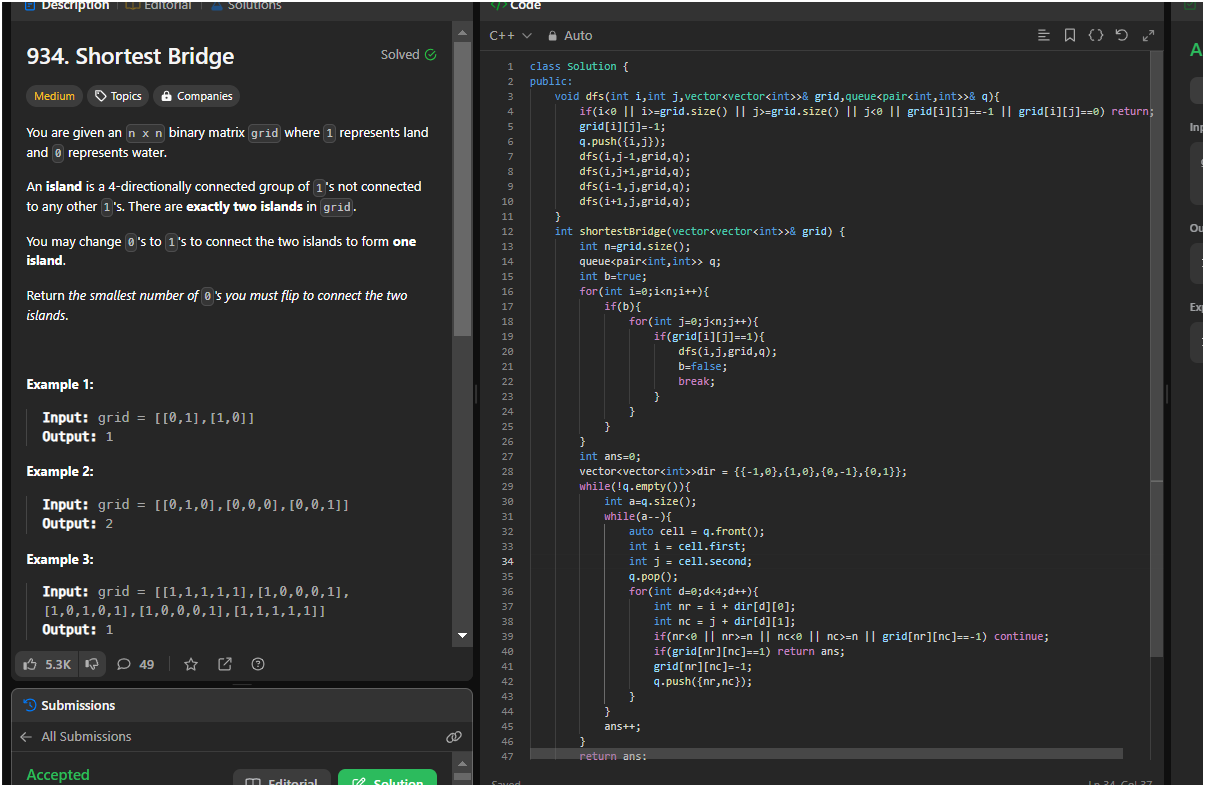 Description Editorial Solutions
934. Shortest Bridge
Solved
Medium Topics Companies
You are given an n x n binary matrix grid where 1 represents land
and 0 represents water.
An island is a 4-directionally connected group of 1's not connected
to any other 1's. There are exactly two islands in grid.
You may change 0's to 1's to connect the two islands to form one
island.
Return the smallest number of 0's you must flip to connect the two
islands.
Example 1:
Input: grid = [[0,1],[1,0]]
Output: 1
Example 2:
Input: grid = [[0,1,0],[0,0,0],[0,0,1]]
Output: 2
Example 3:
Input: grid = [[1,1,1,1,1],[1,0,0,0,1],
[1,0,1,0,1],[1,0,0,0,1],[1,1,1,1,1]]
Output: 1
5.3K 49
Submissions
All Submissions
Accepted
Editorial Solution
</> Code
C++ Auto
1 class Solution {
2 public:
3 void dfs(int i,int j,vector<vector<int>>& grid,queue<pair<int,int>>& q){
4 if(i<0 || i>=grid.size() || j>=grid.size() || j<0 || grid[i][j]==-1 || grid[i][j]==0) return;
5 grid[i][j]=-1;
6 q.push({i,j});
7 dfs(i,j-1,grid,q);
8 dfs(i,j+1,grid,q);
9 dfs(i-1,j,grid,q);
10 dfs(i+1,j,grid,q);
11 }
12 int shortestBridge(vector<vector<int>>& grid) {
13 int n=grid.size();
14 queue<pair<int,int>> q;
15 int b=true;
16 for(int i=0;i<n;i++){
17 if(b){
18 for(int j=0;j<n;j++){
19 if(grid[i][j]==1){
20 dfs(i,j,grid,q);
21 b=false;
22 break;
23 }
24 }
25 }
26 }
27 int ans=0;
28 vector<vector<int>>dir = {{-1,0},{1,0},{0,-1},{0,1}};
29 while(!q.empty()){
30 int a=q.size();
31 while(a--){
32 auto cell = q.front();
33 int i = cell.first;
34 int j = cell.second;
35 q.pop();
36 for(int d=0;d<4;d++){
37 int nr = i + dir[d][0];
38 int nc = j + dir[d][1];
39 if(nr<0 || nr>=n || nc<0 || nc>=n || grid[nr][nc]==-1) continue;
40 if(grid[nr][nc]==1) return ans;
41 grid[nr][nc]=-1;
42 q.push({nr,nc});
43 }
44 }
45 ans++;
46 }
47 return ans;
Saved
Ln 34, Col 37